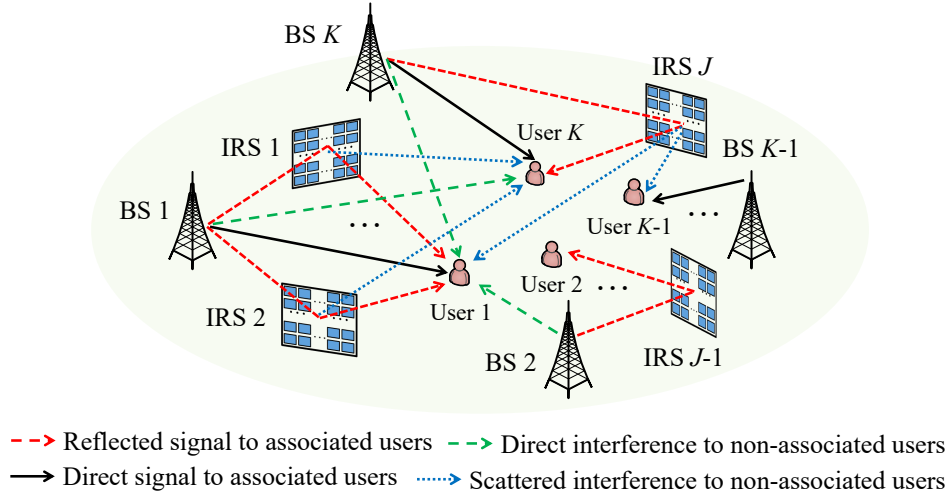 BS K
IRS J
User K
IRS 1
BS K-1
BS 1
...
User K-1
...
User 2
...
User 1
IRS 2
BS 2
IRS J-1
Reflected signal to associated users
Direct interference to non-associated users
Direct signal to associated users
Scattered interference to non-associated users